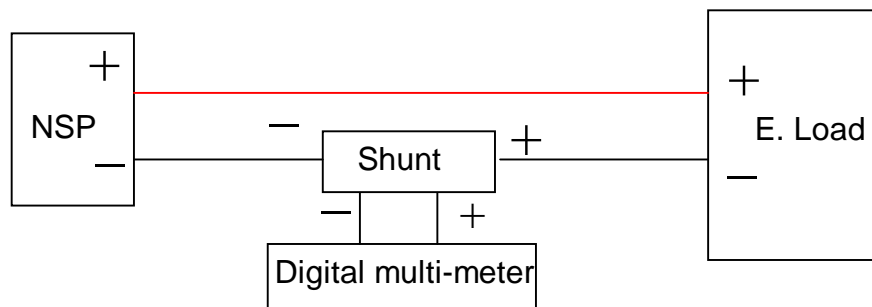 +
NSP
−
− Shunt +
− +
Digital multi-meter
+
E. Load
−